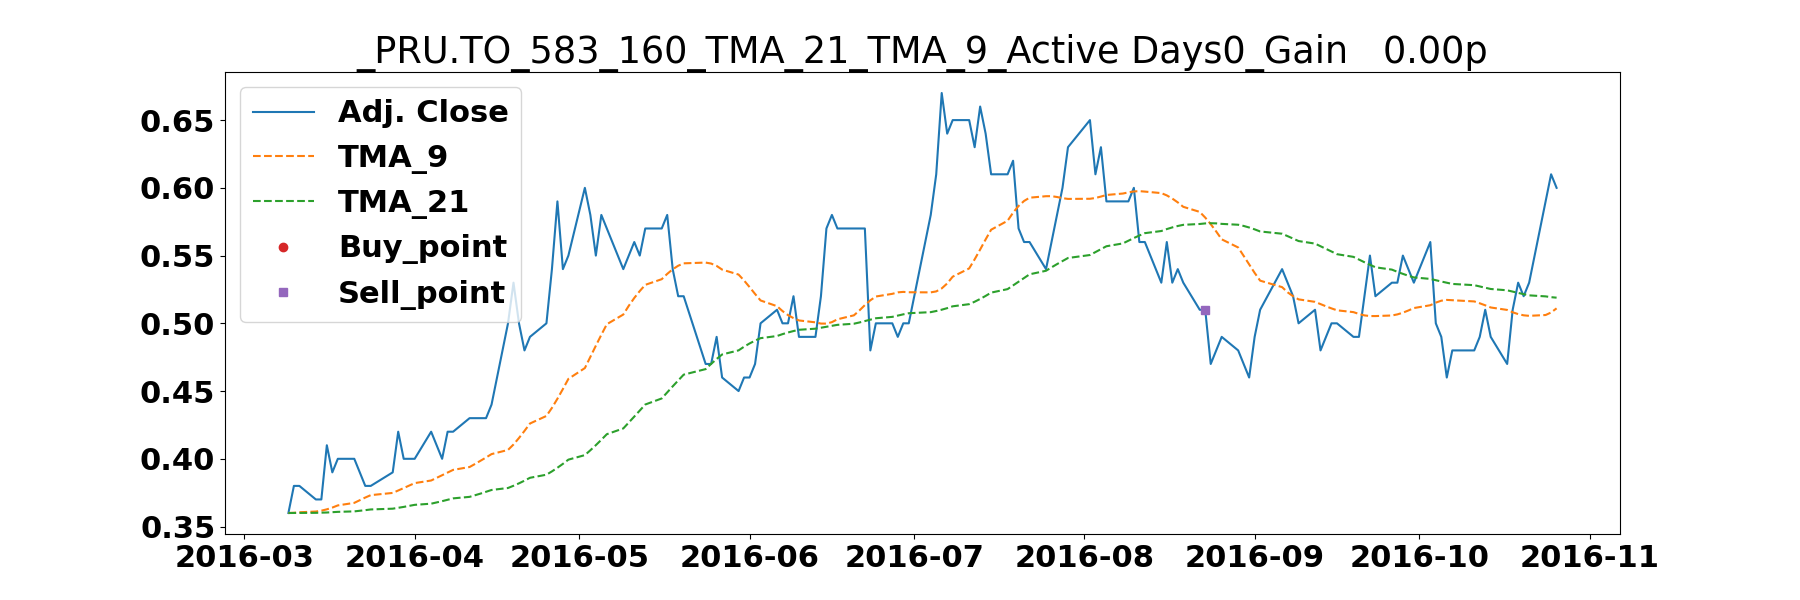 _PRU.TO_583_160_TMA_21_TMA_9_Active Days0_Gain   0.00p
Adj. Close
TMA_9
TMA_21
Buy_point
Sell_point
0.65
0.60
0.55
0.50
0.45
0.40
0.35
2016-03 2016-04 2016-05 2016-06 2016-07 2016-08 2016-09 2016-10 2016-11